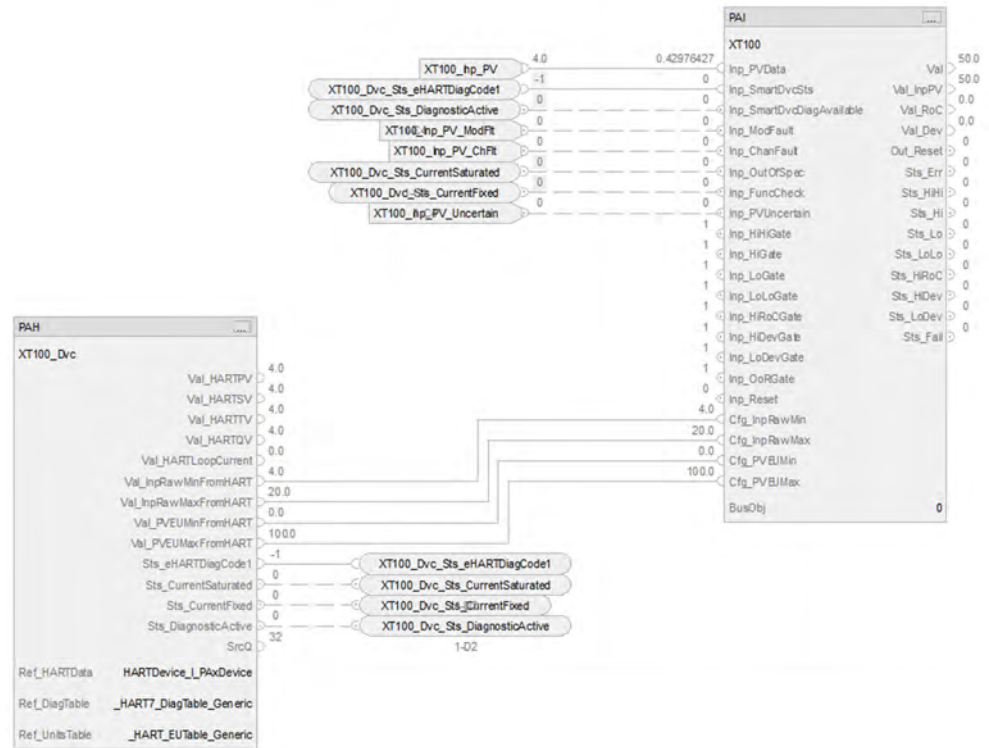 PAI ...
XT100
XT100_Inp_PV 4.0 0.42976427 Inp_PVData Val 50.0
XT100_Dvc_Sts_eHARTDiagCode1 -1 0 Inp_SmartDvcSts Val_InpPV 50.0
XT100_Dvc_Sts_DiagnosticActive 0 0 Inp_SmartDvcDiagAvailable Val_RoC 0.0
XT100_Inp_PV_ModFlt 0 0 Inp_ModFault Val_Dev 0.0
XT100_Inp_PV_ChFlt 0 0 Inp_ChanFault Out_Reset 0
XT100_Dvc_Sts_CurrentSaturated 0 0 Inp_OutOfSpec Sts_Err 0
XT100_Dvc_Sts_CurrentFixed 0 0 Inp_FuncCheck Sts_HiHi 0
XT100_Inp_PV_Uncertain 0 0 Inp_PVUncertain Sts_Hi 0
1 Inp_HiHiGate Sts_Lo 0
1 Inp_HiGate Sts_LoLo 0
1 Inp_LoGate Sts_HiRoC 0
1 Inp_LoLoGate Sts_HiDev 0
1 Inp_HiRoCGate Sts_LoDev 0
1 Inp_HiDevGate Sts_Fail 0
1 Inp_LoDevGate
1 Inp_OoRGate
0 Inp_Reset
4.0 Cfg_InpRawMin
20.0 Cfg_InpRawMax
0.0 Cfg_PVEUMin
100.0 Cfg_PVEUMax
BusObj 0
PAH ...
XT100_Dvc
Val_HARTPV 4.0
Val_HARTSV 4.0
Val_HARTTV 4.0
Val_HARTQV 4.0
Val_HARTLoopCurrent 0.0
Val_InpRawMinFromHART 4.0
Val_InpRawMaxFromHART 20.0
Val_PVEUMinFromHART 0.0
Val_PVEUMaxFromHART 100.0
Sts_eHARTDiagCode1 -1 XT100_Dvc_Sts_eHARTDiagCode1
Sts_CurrentSaturated 0 XT100_Dvc_Sts_CurrentSaturated
Sts_CurrentFixed 0 XT100_Dvc_Sts_CurrentFixed
Sts_DiagnosticActive 0 XT100_Dvc_Sts_DiagnosticActive
SrcQ 32 1-D2
Ref_HARTData HARTDevice_I_PAxDevice
Ref_DiagTable _HART7_DiagTable_Generic
Ref_UnitsTable _HART_EUTable_Generic